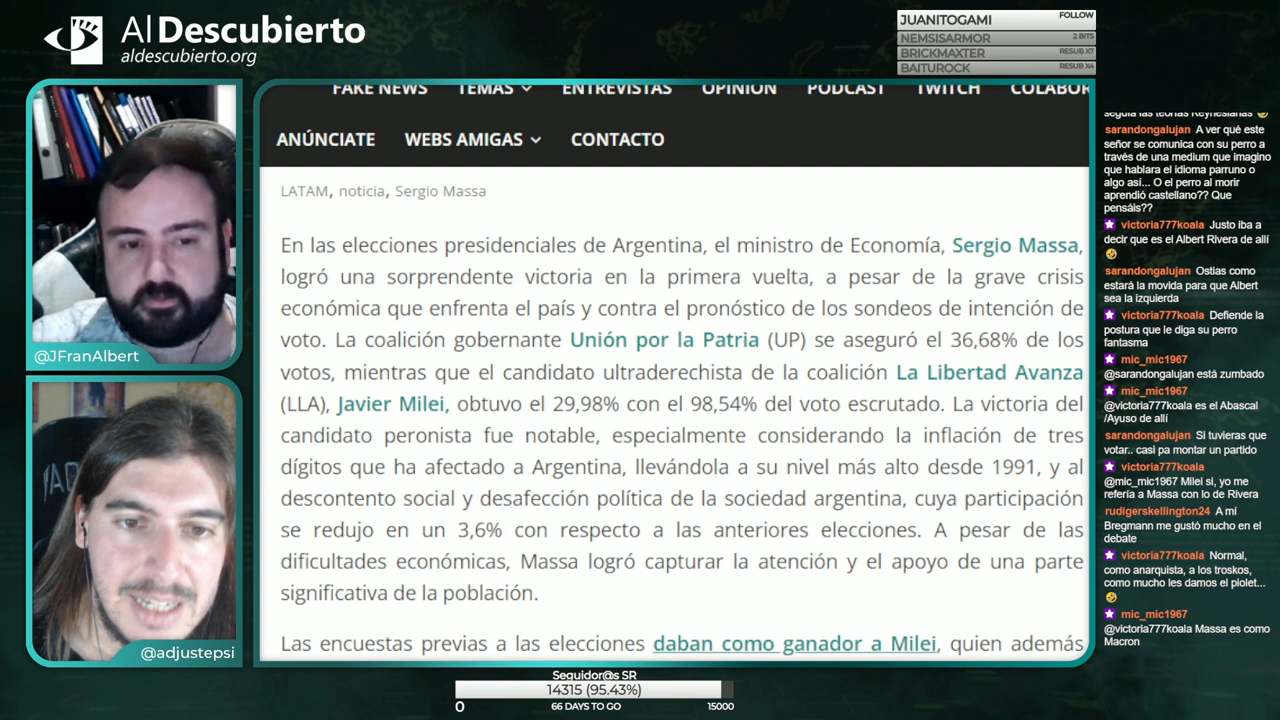 Al Descubierto
aldescubierto.org
JUANITOGAMI FOLLOW
NEMSISARMOR 2 BITS
BRICKMAXTER RESUB X7
BAITUROCK RESUB X4
FAKE NEWS TEMAS ENTREVISTAS OPINIÓN PODCAST TWITCH COLABOR
ANÚNCIATE WEBS AMIGAS CONTACTO
LATAM, noticia, Sergio Massa
En las elecciones presidenciales de Argentina, el ministro de Economía, Sergio Massa,
logró una sorprendente victoria en la primera vuelta, a pesar de la grave crisis
económica que enfrenta el país y contra el pronóstico de los sondeos de intención de
voto. La coalición gobernante Unión por la Patria (UP) se aseguró el 36,68% de los
votos, mientras que el candidato ultraderechista de la coalición La Libertad Avanza
(LLA), Javier Milei, obtuvo el 29,98% con el 98,54% del voto escrutado. La victoria del
candidato peronista fue notable, especialmente considerando la inflación de tres
dígitos que ha afectado a Argentina, llevándola a su nivel más alto desde 1991, y al
descontento social y desafección política de la sociedad argentina, cuya participación
se redujo en un 3,6% con respecto a las anteriores elecciones. A pesar de las
dificultades económicas, Massa logró capturar la atención y el apoyo de una parte
significativa de la población.
Las encuestas previas a las elecciones daban como ganador a Milei, quien además
@JFranAlbert
@adjustepsi
seguía las teorías Keynesianas
sarandongalujan A ver qué este
señor se comunica con su perro a
través de una medium que imagino
que hablara el idioma parruno o
algo así... O el perro al morir
aprendió castellano?? Que
pensáis??
victoria777koala Justo iba a
decir que es el Albert Rivera de allí
🤣
sarandongalujan Ostias como
estará la movida para que Albert
sea la izquierda
victoria777koala Defiende la
postura que le diga su perro
fantasma
mic_mic1967
@sarandongalujan está zumbado
mic_mic1967
@victoria777koala es el Abascal
/Ayuso de allí
sarandongalujan Si tuvieras que
votar.. casi pa montar un partido
victoria777koala
@mic_mic1967 Milei si, yo me
refería a Massa con lo de Rivera
rudigerskellington24 A mí
Bregmann me gustó mucho en el
debate
victoria777koala Normal,
como anarquista, a los troskos,
como mucho les damos el piolet...
🤣
mic_mic1967
@victoria777koala Massa es como
Macron
Seguidor@s SR
14315 (95.43%)
0 66 DAYS TO GO 15000